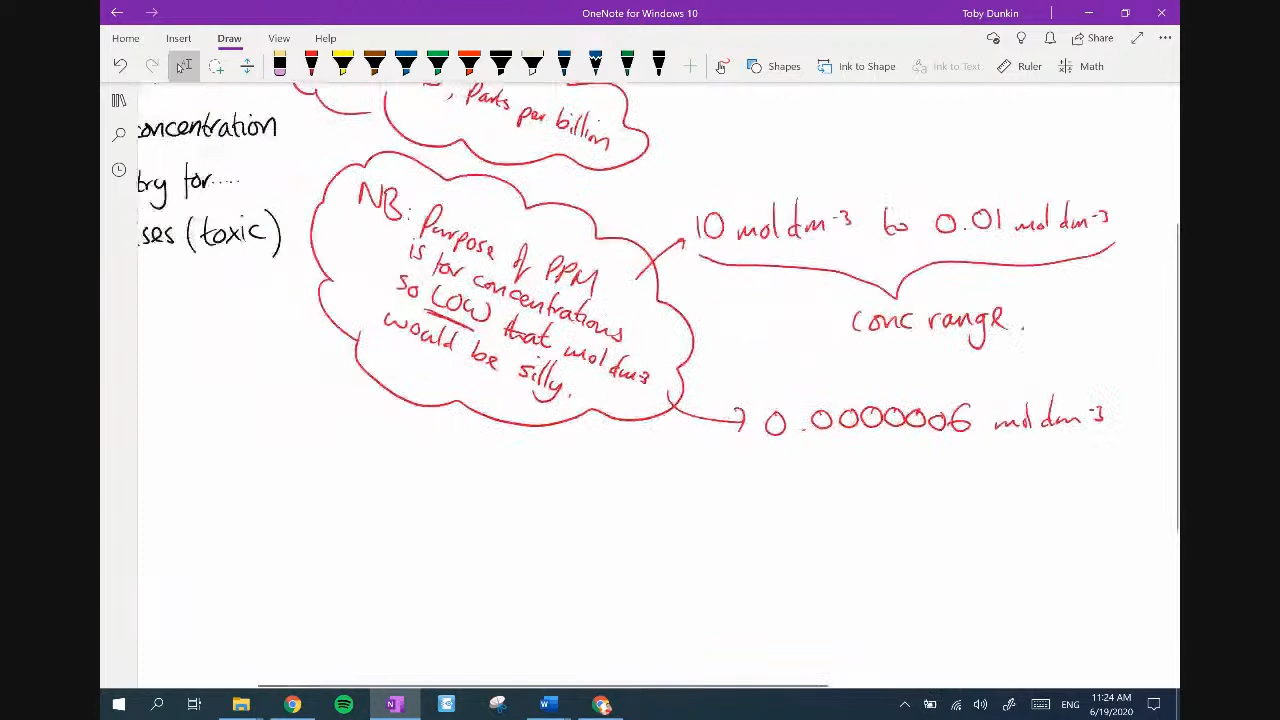 OneNote for Windows 10
Toby Dunkin
Home Insert Draw View Help
Share
Shapes
Ink to Shape
Ink to Text
Ruler
Math
, Parts per billion
oncentration
try for.....
ses (toxic)
NB: Purpose of PPM
is for concentrations
so LOW that mol dm-3
would be silly.
10 mol dm-3 to 0.01 mol dm-3
conc range.
0.0000006 mol dm-3
ENG
11:24 AM
6/19/2020